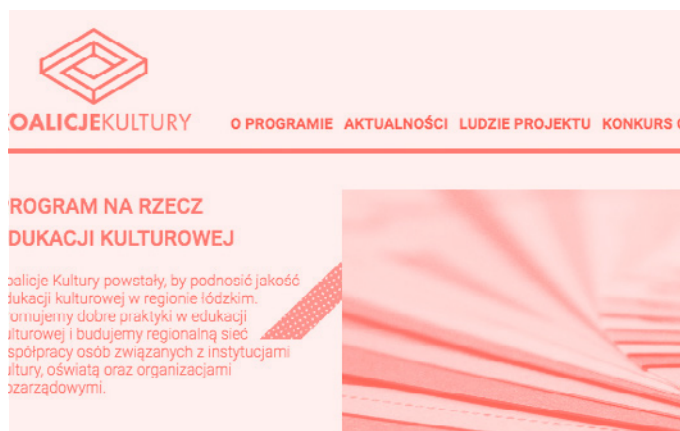 OALICJEKULTURY
O PROGRAMIE AKTUALNOŚCI LUDZIE PROJEKTU KONKURS
ROGRAM NA RZECZ
DUKACJI KULTUROWEJ
oalicje Kultury powstały, by podnosić jakość
dukacji kulturowej w regionie łódzkim.
romujemy dobre praktyki w edukacji
ulturowej i budujemy regionalną sieć
spółpracy osób związanych z instytucjami
ultury, oświatą oraz organizacjami
ozarządowymi.